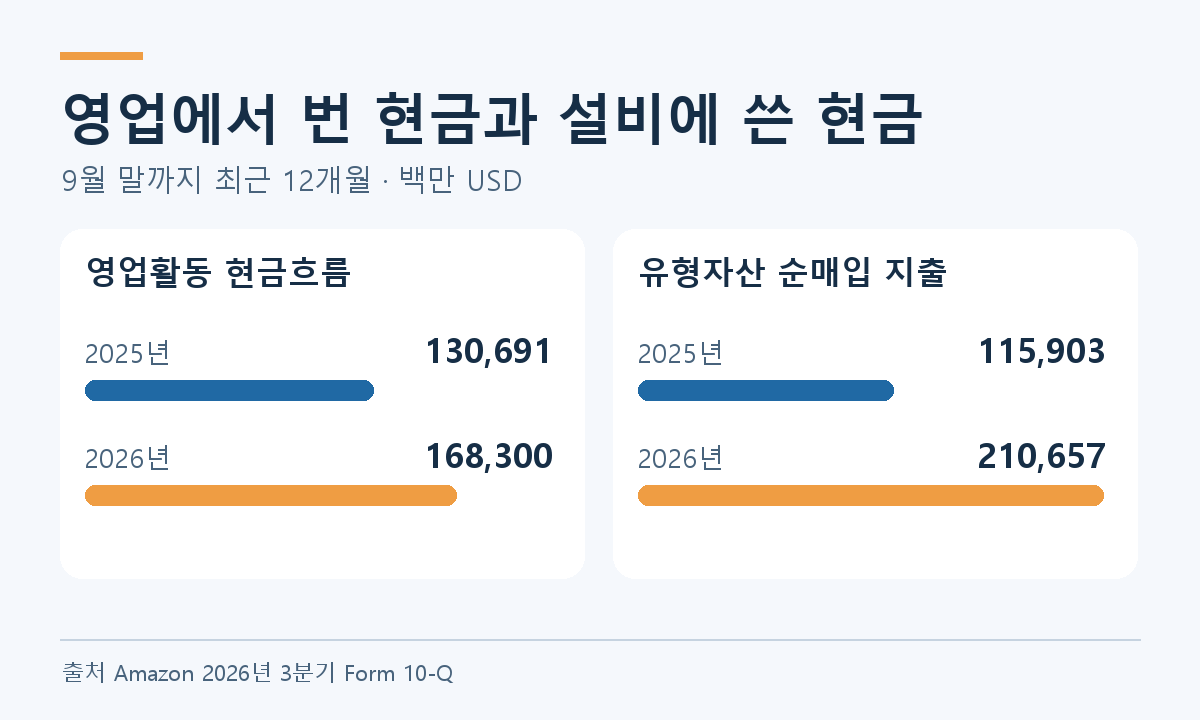 영업에서 번 현금과 설비에 쓴 현금
9월 말까지 최근 12개월 · 백만 USD
영업활동 현금흐름
2025년 130,691
2026년 168,300
유형자산 순매입 지출
2025년 115,903
2026년 210,657
출처 Amazon 2026년 3분기 Form 10-Q